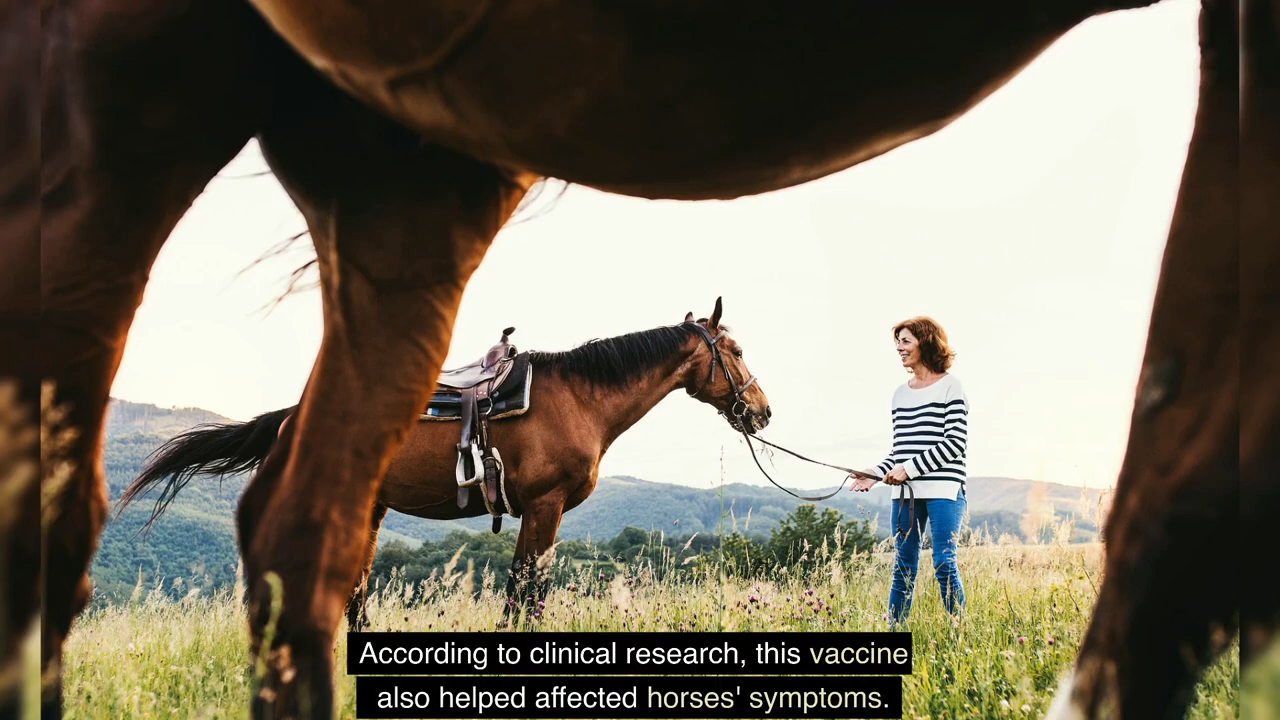 According to clinical research, this vaccine
also helped affected horses' symptoms.